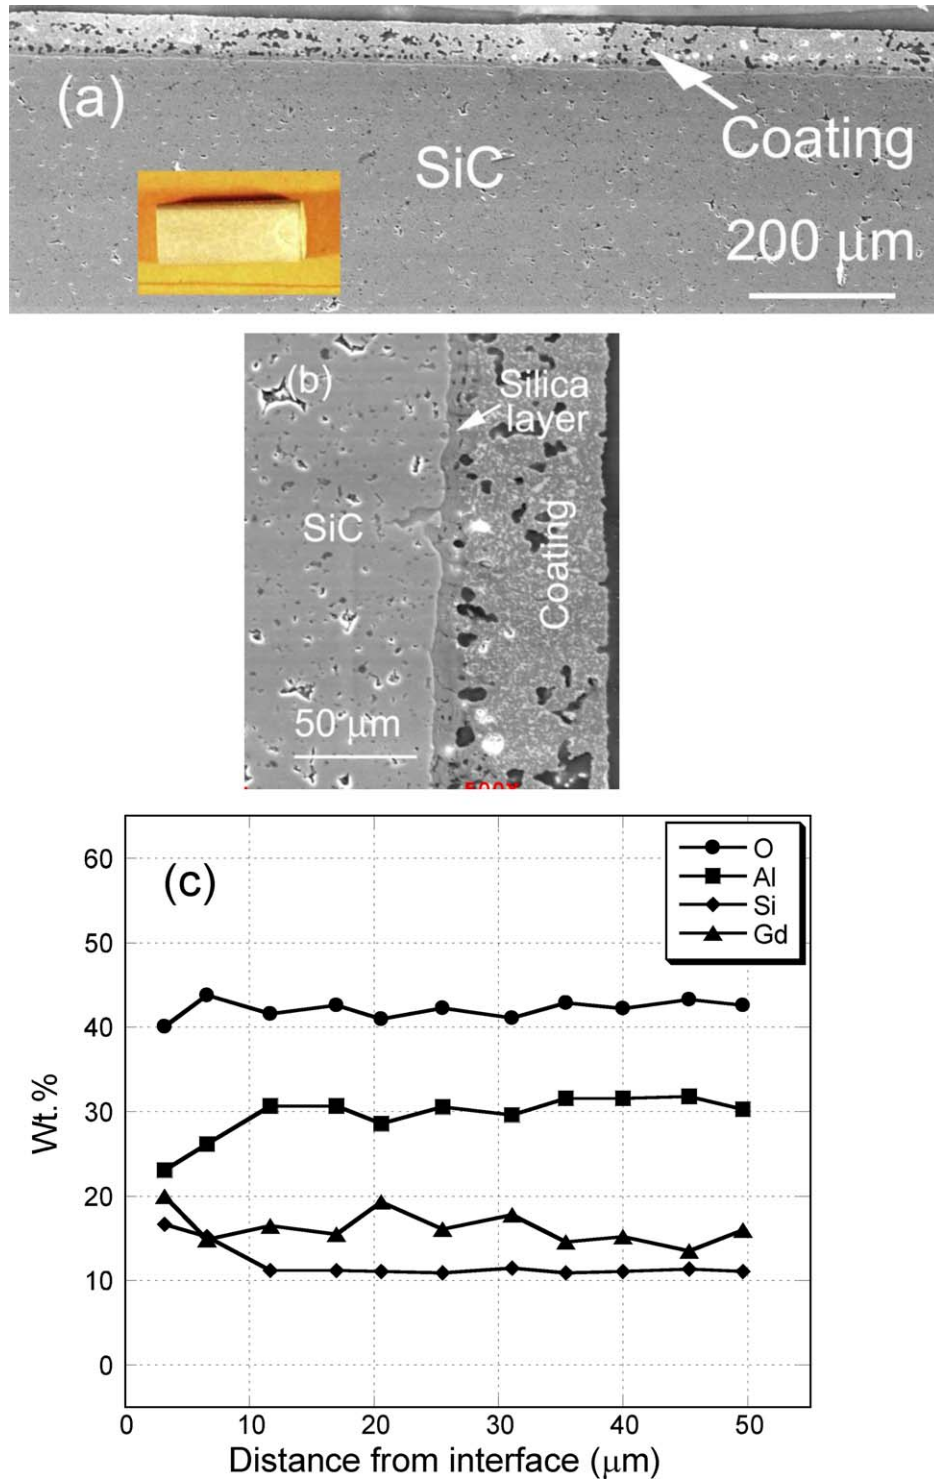 (a)
SiC
Coating
200 μm
(b)
Silica
layer
SiC
Coating
50 μm
500X
(c)
O
Al
Si
Gd
60
50
40
30
20
10
0
Wt.%
0 10 20 30 40 50
Distance from interface (μm)